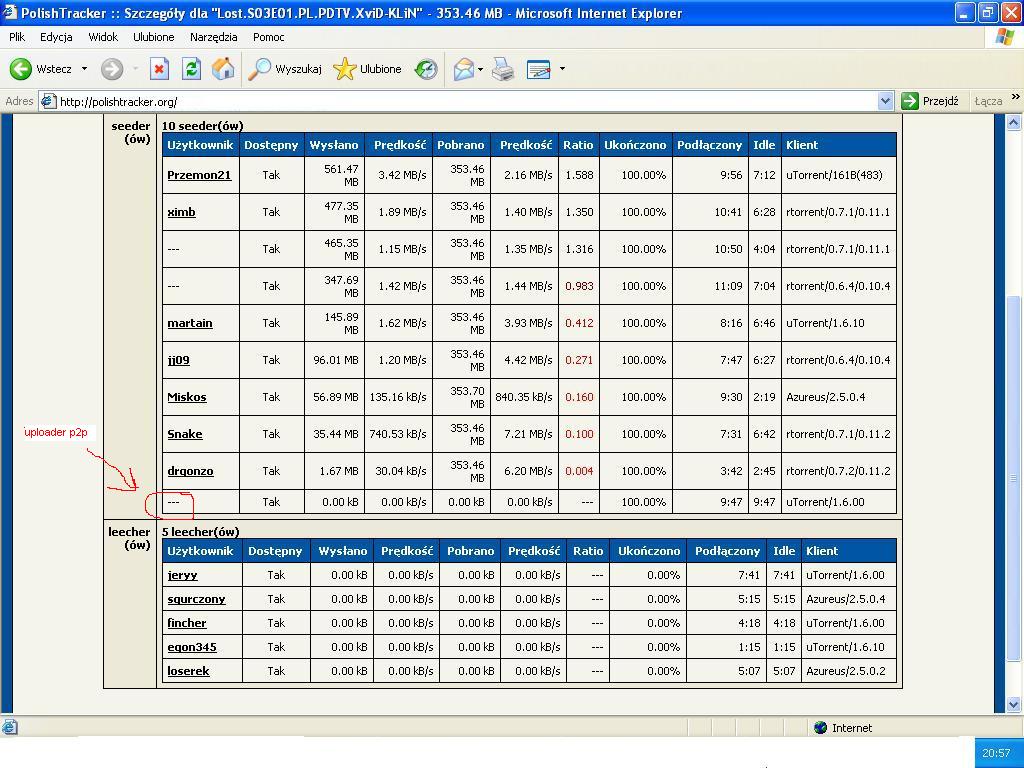 PolishTracker :: Szczegóły dla "Lost.S03E01.PL.PDTV.XviD-KLiN" - 353.46 MB - Microsoft Internet Explorer
Plik Edycja Widok Ulubione Narzędzia Pomoc
Wstecz Wyszukaj Ulubione
Adres http://polishtracker.org/ Przejdź Łącza »
seeder (ów) 10 seeder(ów)
Użytkownik Dostępny Wysłano Prędkość Pobrano Prędkość Ratio Ukończono Podłączony Idle Klient
Przemon21 Tak 561.47 MB 3.42 MB/s 353.46 MB 2.16 MB/s 1.588 100.00% 9:56 7:12 uTorrent/161B(483)
ximb Tak 477.35 MB 1.89 MB/s 353.46 MB 1.40 MB/s 1.350 100.00% 10:41 6:28 rtorrent/0.7.1/0.11.1
--- Tak 465.35 MB 1.15 MB/s 353.46 MB 1.35 MB/s 1.316 100.00% 10:50 4:04 rtorrent/0.7.1/0.11.1
--- Tak 347.69 MB 1.42 MB/s 353.46 MB 1.44 MB/s 0.983 100.00% 11:09 7:04 rtorrent/0.6.4/0.10.4
martain Tak 145.89 MB 1.62 MB/s 353.46 MB 3.93 MB/s 0.412 100.00% 8:16 6:46 uTorrent/1.6.10
jj09 Tak 96.01 MB 1.20 MB/s 353.46 MB 4.42 MB/s 0.271 100.00% 7:47 6:27 rtorrent/0.6.4/0.10.4
Miskos Tak 56.89 MB 135.16 kB/s 353.70 MB 840.35 kB/s 0.160 100.00% 9:30 2:19 Azureus/2.5.0.4
uploader p2p
Snake Tak 35.44 MB 740.53 kB/s 353.46 MB 7.21 MB/s 0.100 100.00% 7:31 6:42 rtorrent/0.7.1/0.11.2
drgonzo Tak 1.67 MB 30.04 kB/s 353.46 MB 6.20 MB/s 0.004 100.00% 3:42 2:45 rtorrent/0.7.2/0.11.2
--- Tak 0.00 kB 0.00 kB/s 0.00 kB 0.00 kB/s --- 100.00% 9:47 9:47 uTorrent/1.6.00
leecher (ów) 5 leecher(ów)
Użytkownik Dostępny Wysłano Prędkość Pobrano Prędkość Ratio Ukończono Podłączony Idle Klient
jeryy Tak 0.00 kB 0.00 kB/s 0.00 kB 0.00 kB/s --- 0.00% 7:41 7:41 uTorrent/1.6.00
squrczony Tak 0.00 kB 0.00 kB/s 0.00 kB 0.00 kB/s --- 0.00% 5:15 5:15 Azureus/2.5.0.4
fincher Tak 0.00 kB 0.00 kB/s 0.00 kB 0.00 kB/s --- 0.00% 4:18 4:18 uTorrent/1.6.00
egon345 Tak 0.00 kB 0.00 kB/s 0.00 kB 0.00 kB/s --- 0.00% 1:15 1:15 uTorrent/1.6.10
loserek Tak 0.00 kB 0.00 kB/s 0.00 kB 0.00 kB/s --- 0.00% 5:07 5:07 Azureus/2.5.0.2
Internet
20:57